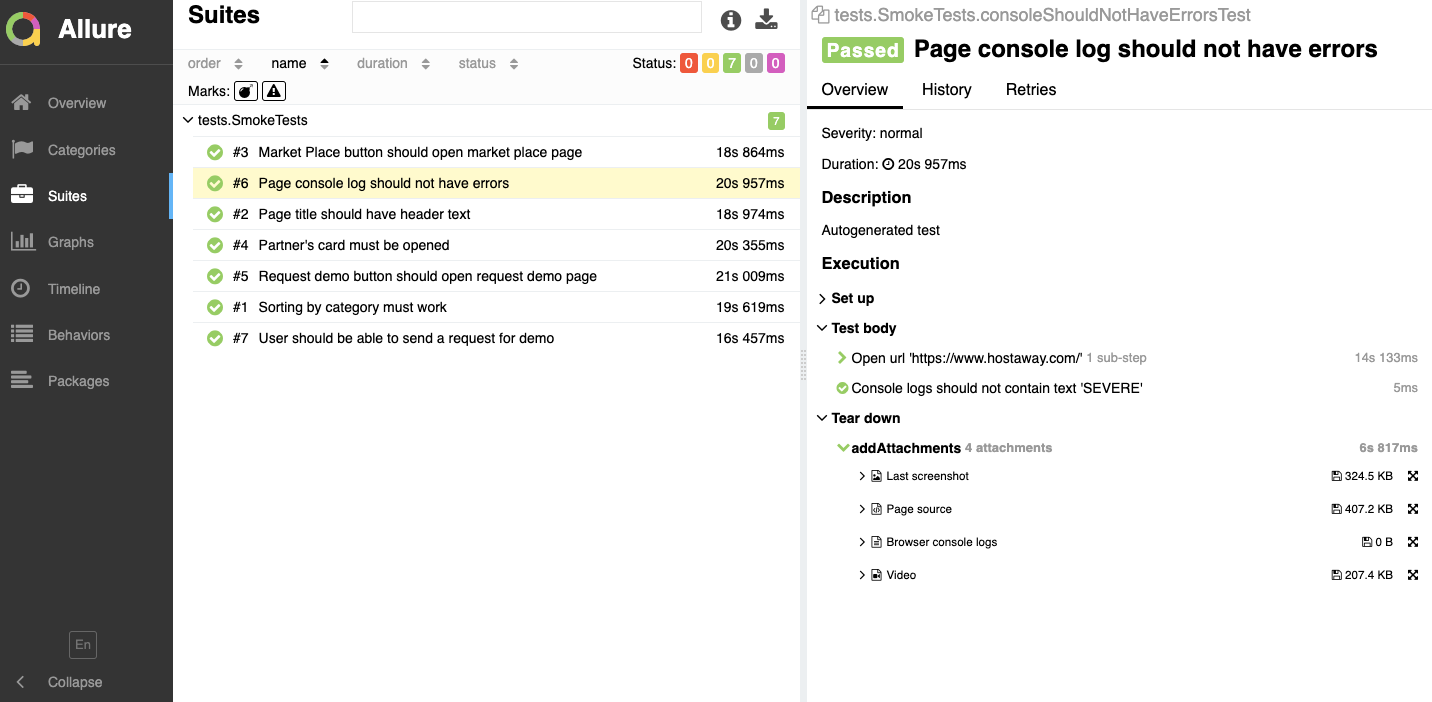 Allure
Overview
Categories
Suites
Graphs
Timeline
Behaviors
Packages
En
Collapse
Suites
order name duration status Status: 0 0 7 0 0
Marks:
tests.SmokeTests 7
#3 Market Place button should open market place page 18s 864ms
#6 Page console log should not have errors 20s 957ms
#2 Page title should have header text 18s 974ms
#4 Partner's card must be opened 20s 355ms
#5 Request demo button should open request demo page 21s 009ms
#1 Sorting by category must work 19s 619ms
#7 User should be able to send a request for demo 16s 457ms
tests.SmokeTests.consoleShouldNotHaveErrorsTest
Passed Page console log should not have errors
Overview History Retries
Severity: normal
Duration: 20s 957ms
Description
Autogenerated test
Execution
Set up
Test body
Open url 'https://www.hostaway.com/' 1 sub-step 14s 133ms
Console logs should not contain text 'SEVERE' 5ms
Tear down
addAttachments 4 attachments 6s 817ms
Last screenshot 324.5 KB
Page source 407.2 KB
Browser console logs 0 B
Video 207.4 KB